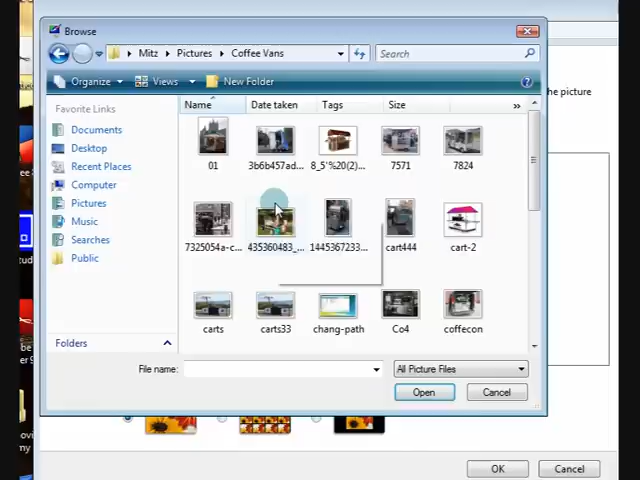 Browse
Mitz Pictures Coffee Vans
Search
Organize Views New Folder
Favorite Links
Documents
Desktop
Recent Places
Computer
Pictures
Music
Searches
Public
Folders
Name Date taken Tags Size »
01 3b6b457ad... 8_5'%20(2)... 7571 7824
7325054a-c... 435360483_... 1445367233... cart444 cart-2
carts carts33 chang-path Co4 coffecon
File name: All Picture Files
Open Cancel
the picture
OK Cancel